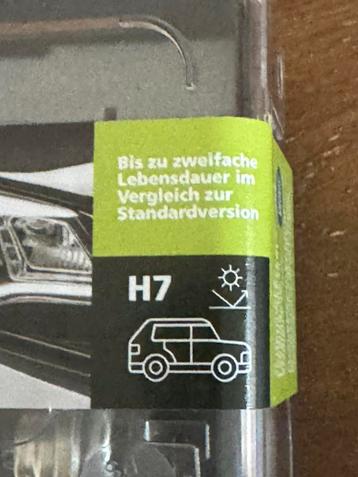 Bis zu zweifache
Lebensdauer im
Vergleich zur
Standardversion
H7